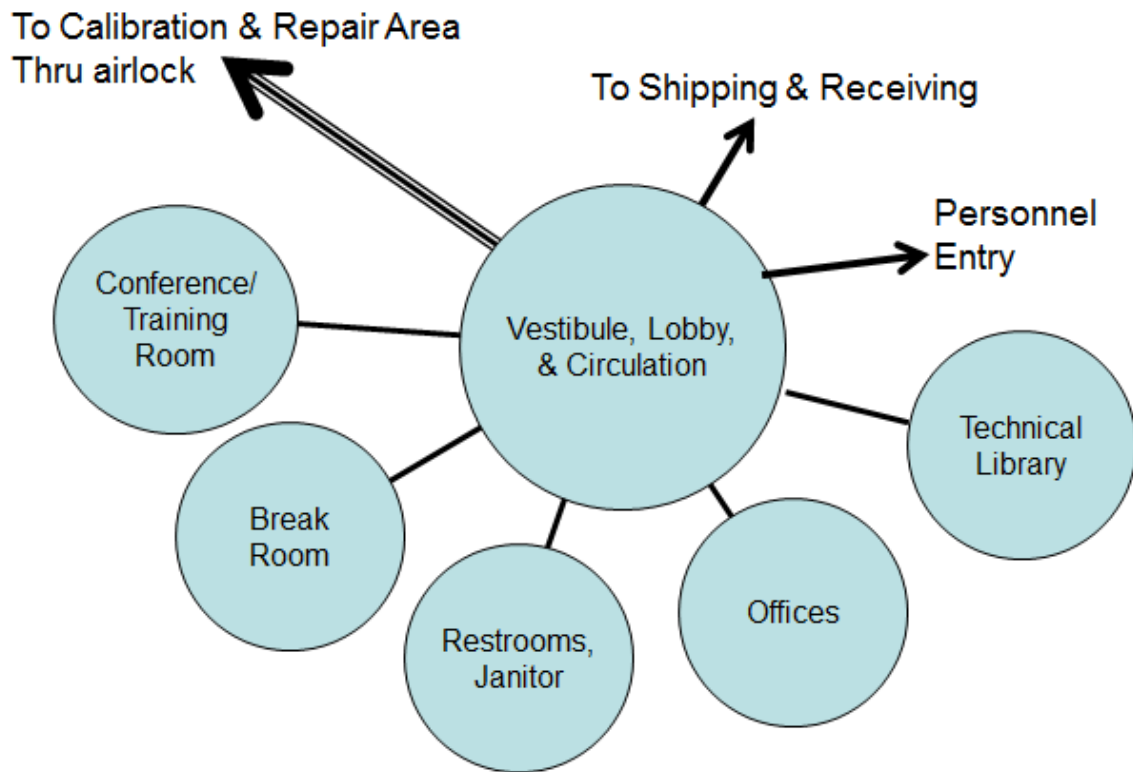 To Calibration & Repair Area
Thru airlock
To Shipping & Receiving
Personnel
Entry
Conference/
Training
Room
Vestibule, Lobby,
& Circulation
Technical
Library
Break
Room
Offices
Restrooms,
Janitor